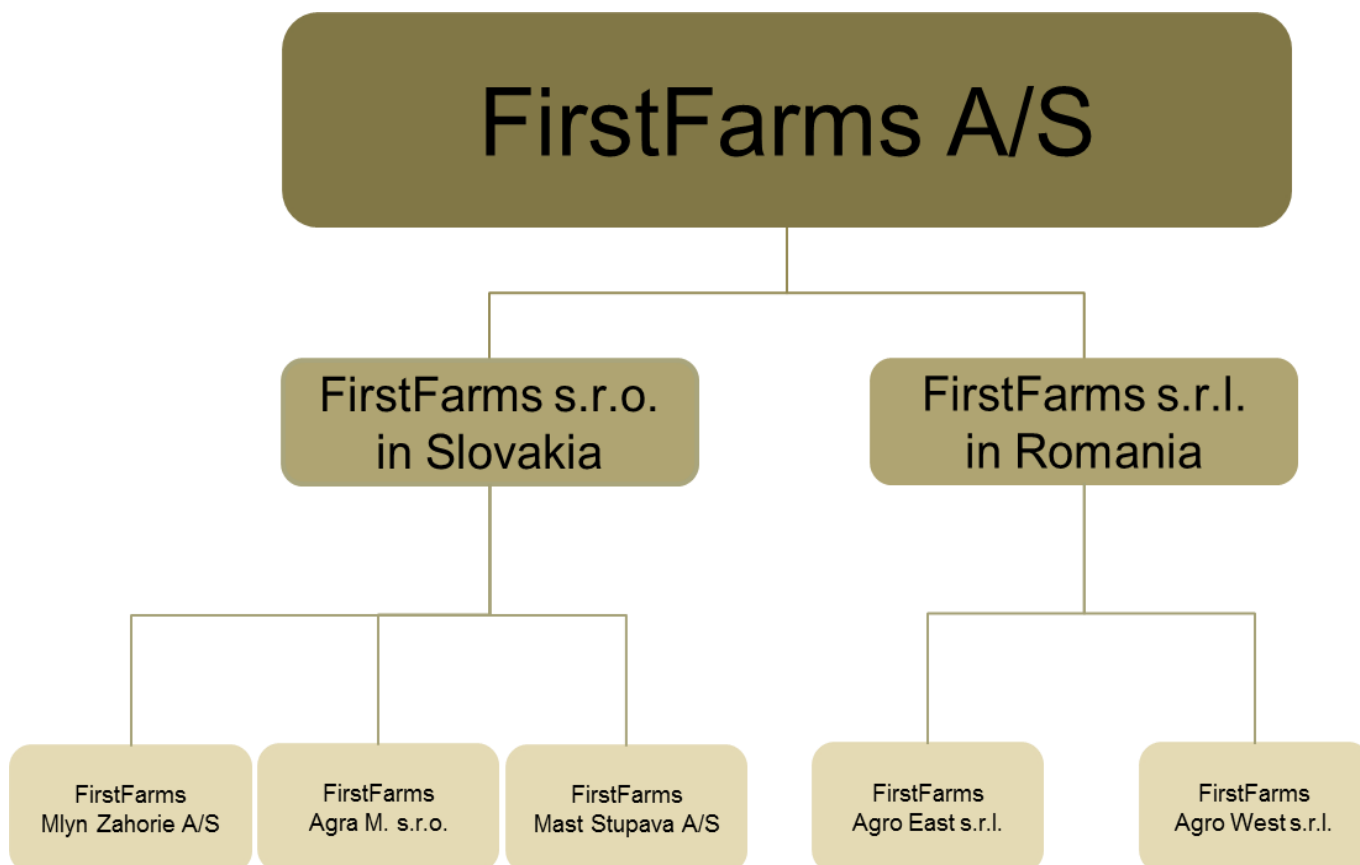 FirstFarms A/S
FirstFarms s.r.o.
in Slovakia
FirstFarms s.r.l.
in Romania
FirstFarms
Mlyn Zahorie A/S
FirstFarms
Agra M. s.r.o.
FirstFarms
Mast Stupava A/S
FirstFarms
Agro East s.r.l.
FirstFarms
Agro West s.r.l.